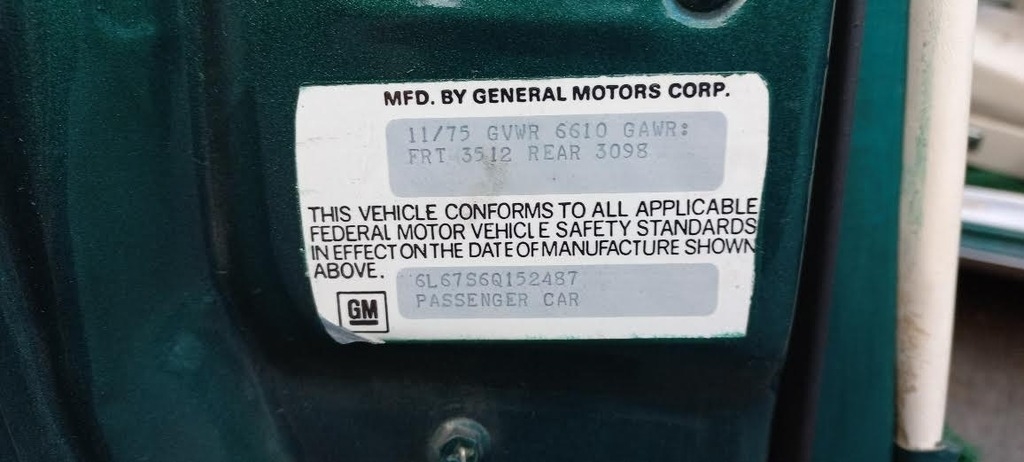 MFD. BY GENERAL MOTORS CORP.
11/75 GVWR 6610 GAWR:
FRT 3512 REAR 3098
THIS VEHICLE CONFORMS TO ALL APPLICABLE
FEDERAL MOTOR VEHICLE SAFETY STANDARDS
IN EFFECT ON THE DATE OF MANUFACTURE SHOWN
ABOVE.
6L67S6Q152487
PASSENGER CAR
GM